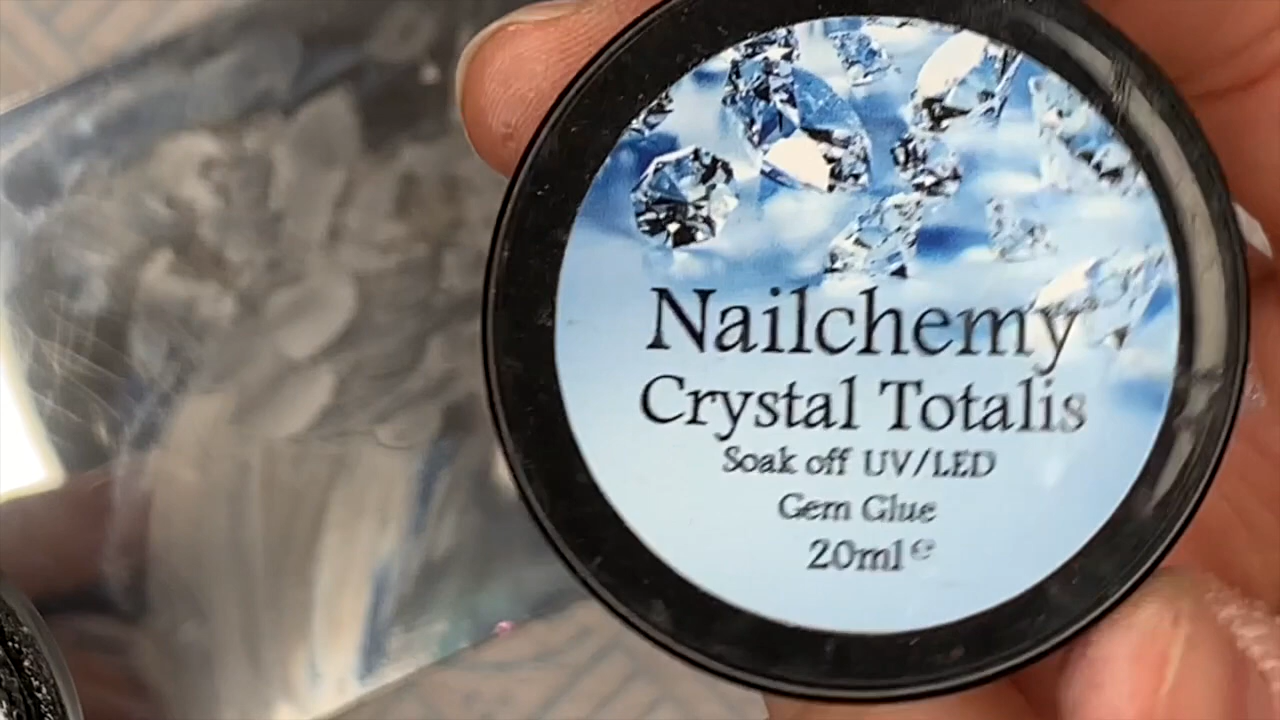 Nailchemy
Crystal Totalis
Soak off UV/LED
Gem Glue
20ml ℮